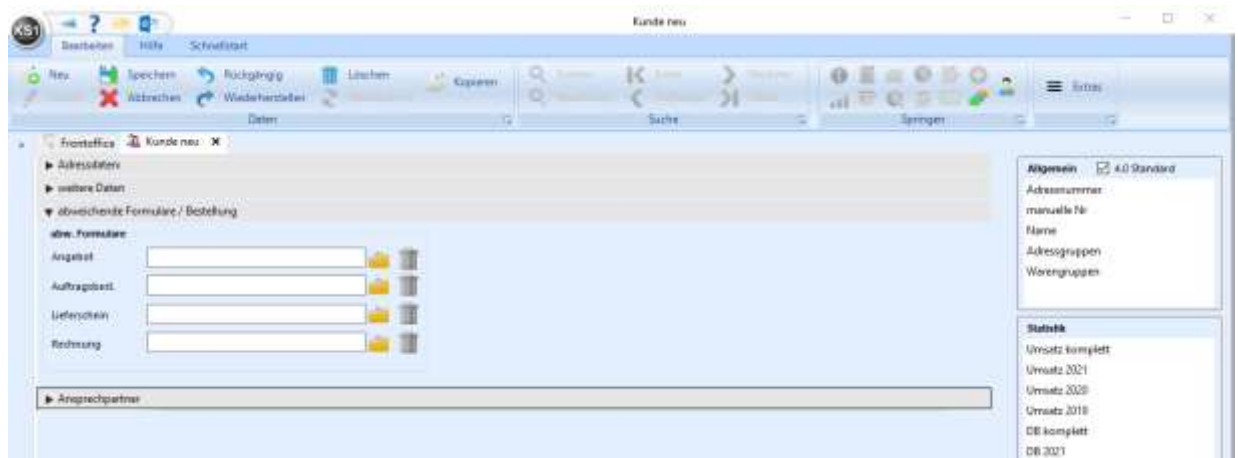 XS1
?
Kunde neu
Bearbeiten Hilfe Schnellstart
Neu Speichern Rückgängig Löschen Kopieren Extras
Abbrechen Wiederherstellen
Daten Suche Springen
Frontoffice Kunde neu X
Adressdaten
weitere Daten
abweichende Formulare / Bestellung
abw. Formulare
Angebot
Auftragsbest.
Lieferschein
Rechnung
Ansprechpartner
Allgemein 4.0 Standard
Adressnummer
manuelle Nr
Name
Adressgruppen
Warengruppen
Statistik
Umsatz komplett
Umsatz 2021
Umsatz 2020
Umsatz 2019
DB komplett
DB 2021